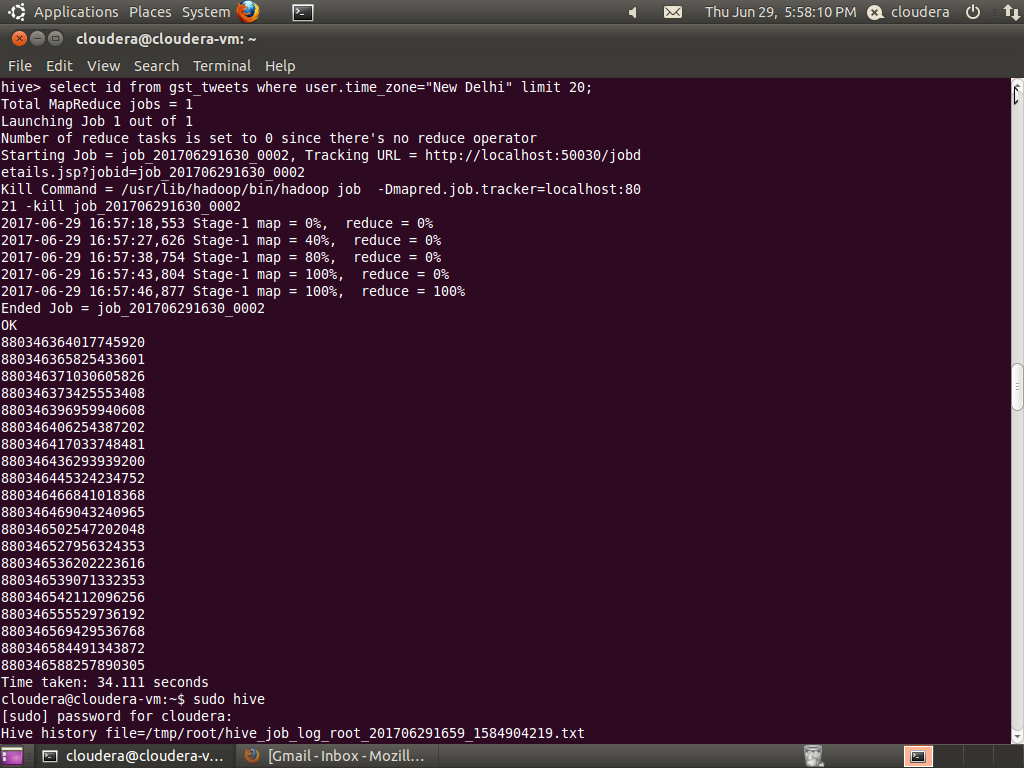 Applications Places System Thu Jun 29, 5:58:10 PM cloudera
cloudera@cloudera-vm: ~
File Edit View Search Terminal Help
hive> select id from gst_tweets where user.time_zone="New Delhi" limit 20;
Total MapReduce jobs = 1
Launching Job 1 out of 1
Number of reduce tasks is set to 0 since there's no reduce operator
Starting Job = job_201706291630_0002, Tracking URL = http://localhost:50030/jobd
etails.jsp?jobid=job_201706291630_0002
Kill Command = /usr/lib/hadoop/bin/hadoop job  -Dmapred.job.tracker=localhost:80
21 -kill job_201706291630_0002
2017-06-29 16:57:18,553 Stage-1 map = 0%,  reduce = 0%
2017-06-29 16:57:27,626 Stage-1 map = 40%,  reduce = 0%
2017-06-29 16:57:38,754 Stage-1 map = 80%,  reduce = 0%
2017-06-29 16:57:43,804 Stage-1 map = 100%,  reduce = 0%
2017-06-29 16:57:46,877 Stage-1 map = 100%,  reduce = 100%
Ended Job = job_201706291630_0002
OK
880346364017745920
880346365825433601
880346371030605826
880346373425553408
880346396959940608
880346406254387202
880346417033748481
880346436293939200
880346445324234752
880346466841018368
880346469043240965
880346502547202048
880346527956324353
880346536202223616
880346539071332353
880346542112096256
880346555529736192
880346569429536768
880346584491343872
880346588257890305
Time taken: 34.111 seconds
cloudera@cloudera-vm:~$ sudo hive
[sudo] password for cloudera:
Hive history file=/tmp/root/hive_job_log_root_201706291659_1584904219.txt
cloudera@cloudera-v... [Gmail - Inbox - Mozill...